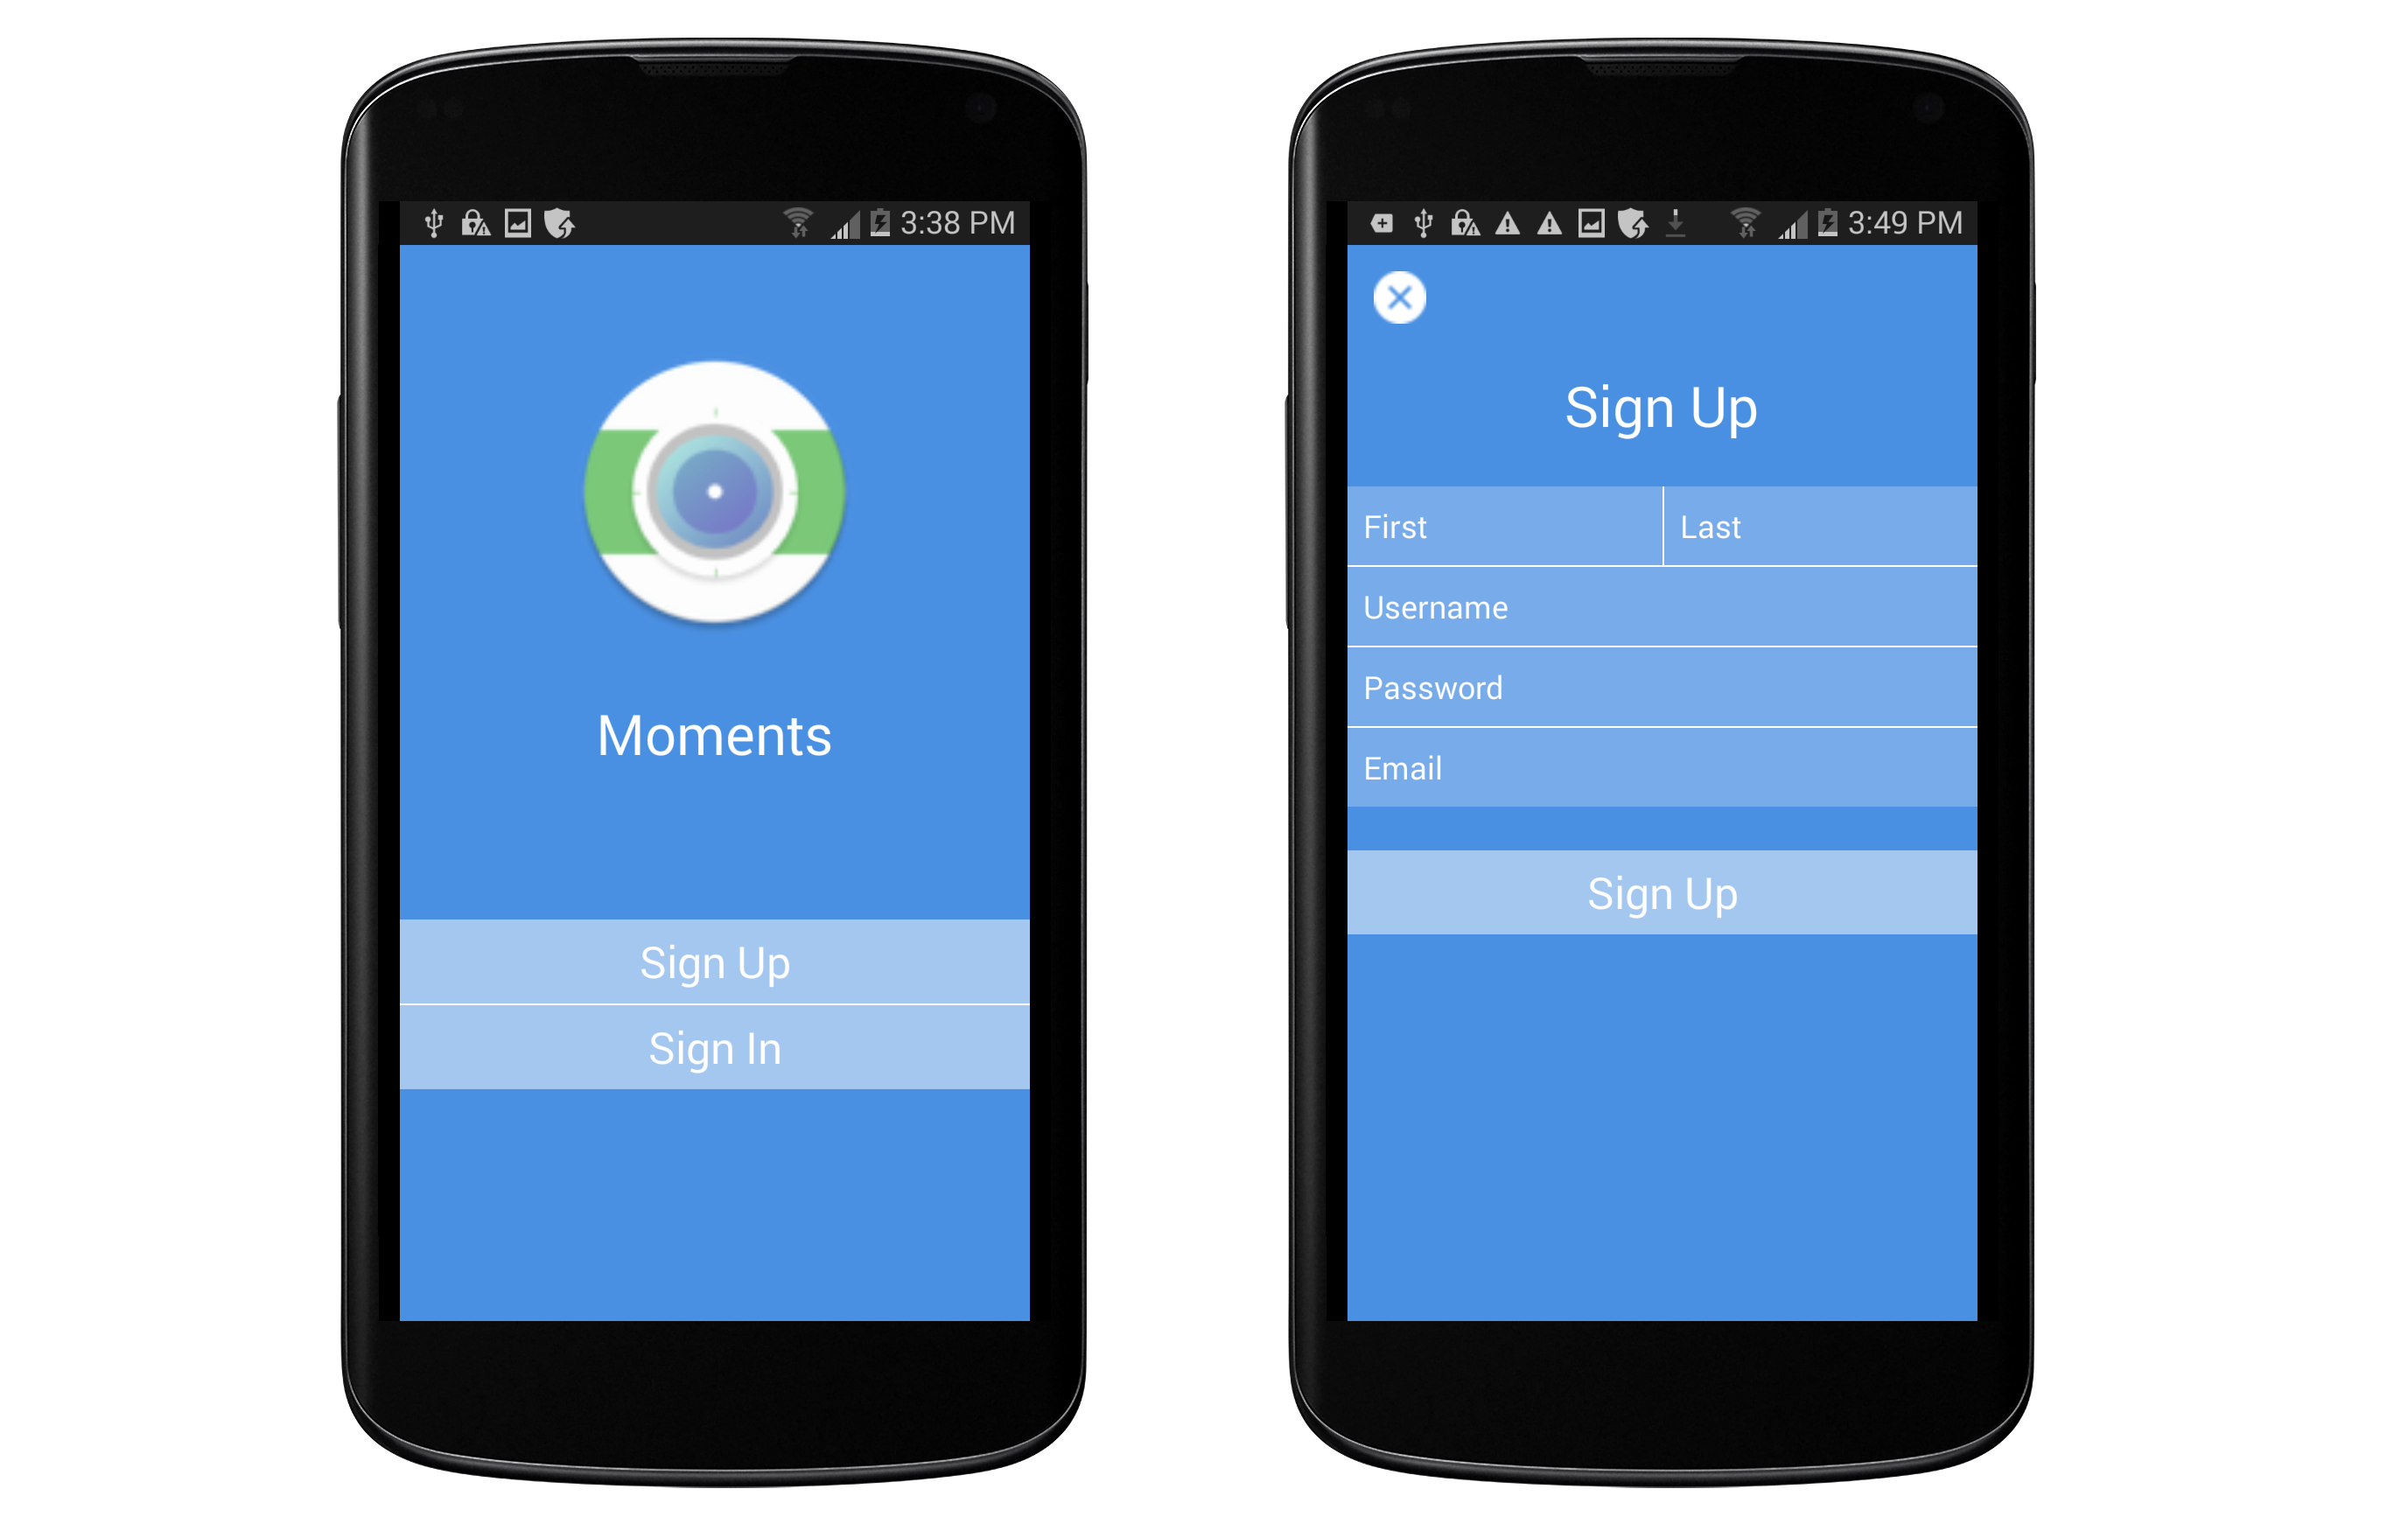 3:38 PM
Moments
Sign Up
Sign In
3:49 PM
Sign Up
First Last
Username
Password
Email
Sign Up